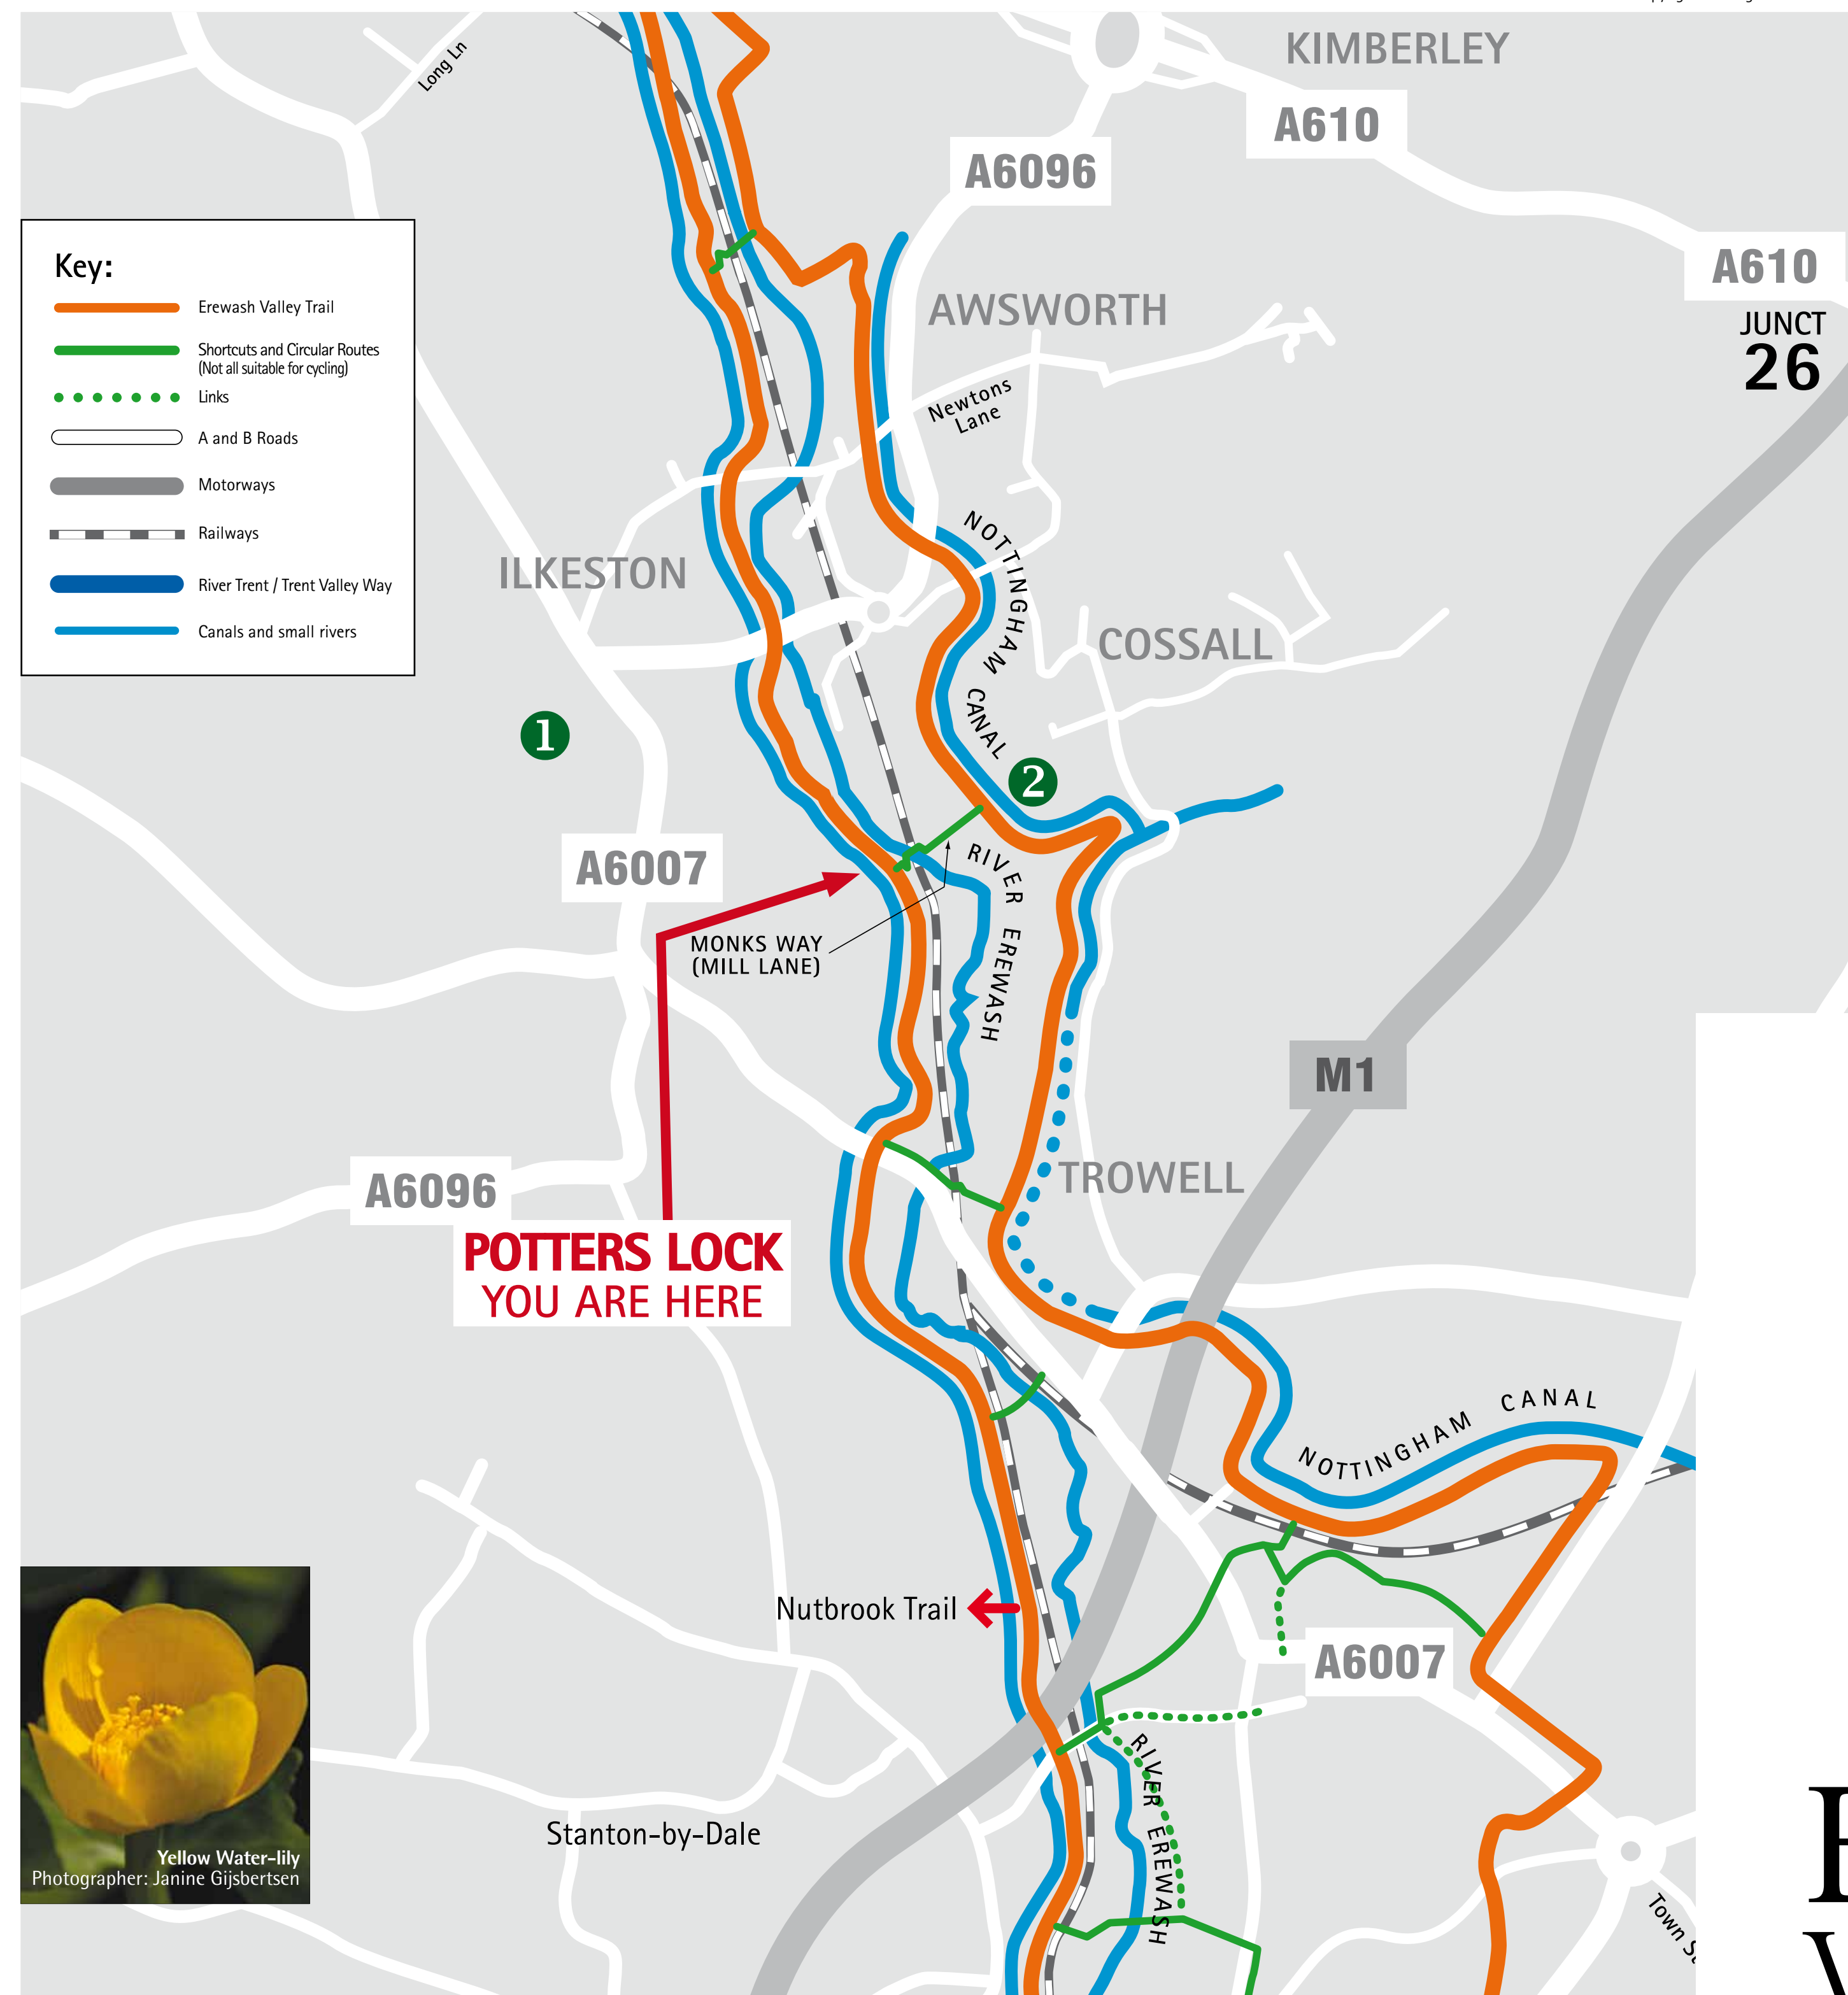 KIMBERLEY
A610
Long Ln
A6096
A610
JUNCT
26
AWSWORTH
Key:
Erewash Valley Trail
Shortcuts and Circular Routes
(Not all suitable for cycling)
Links
A and B Roads
Motorways
Railways
River Trent / Trent Valley Way
Canals and small rivers
Newtons
Lane
NOTTINGHAM CANAL
ILKESTON
COSSALL
1
2
A6007
RIVER EREWASH
MONKS WAY
(MILL LANE)
M1
TROWELL
A6096
POTTERS LOCK
YOU ARE HERE
NOTTINGHAM CANAL
Nutbrook Trail
A6007
RIVER EREWASH
Stanton-by-Dale
Yellow Water-lily
Photographer: Janine Gijsbertsen
Town